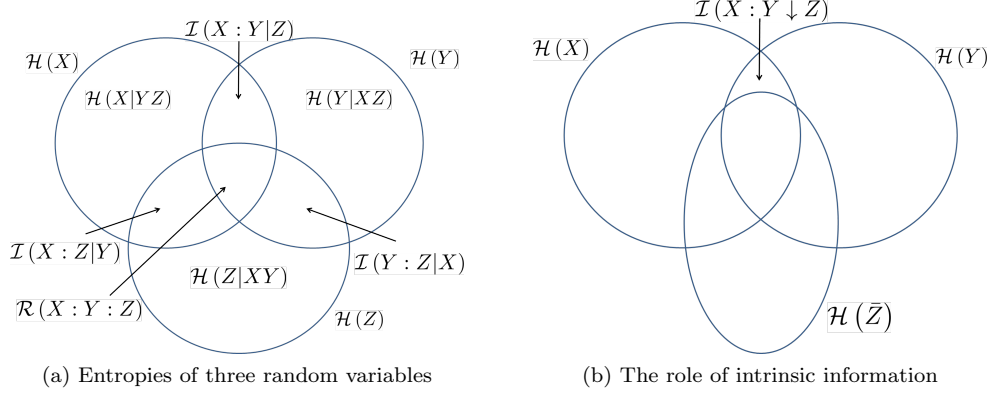 ℐ(X : Y|Z)
ℋ(X)
ℋ(Y)
ℋ(X|YZ)
ℋ(Y|XZ)
ℐ(X : Z|Y)
ℐ(Y : Z|X)
ℋ(Z|XY)
ℛ(X : Y : Z)
ℋ(Z)
(a) Entropies of three random variables
ℐ(X : Y ↓ Z)
ℋ(X)
ℋ(Y)
ℋ(Z̄)
(b) The role of intrinsic information